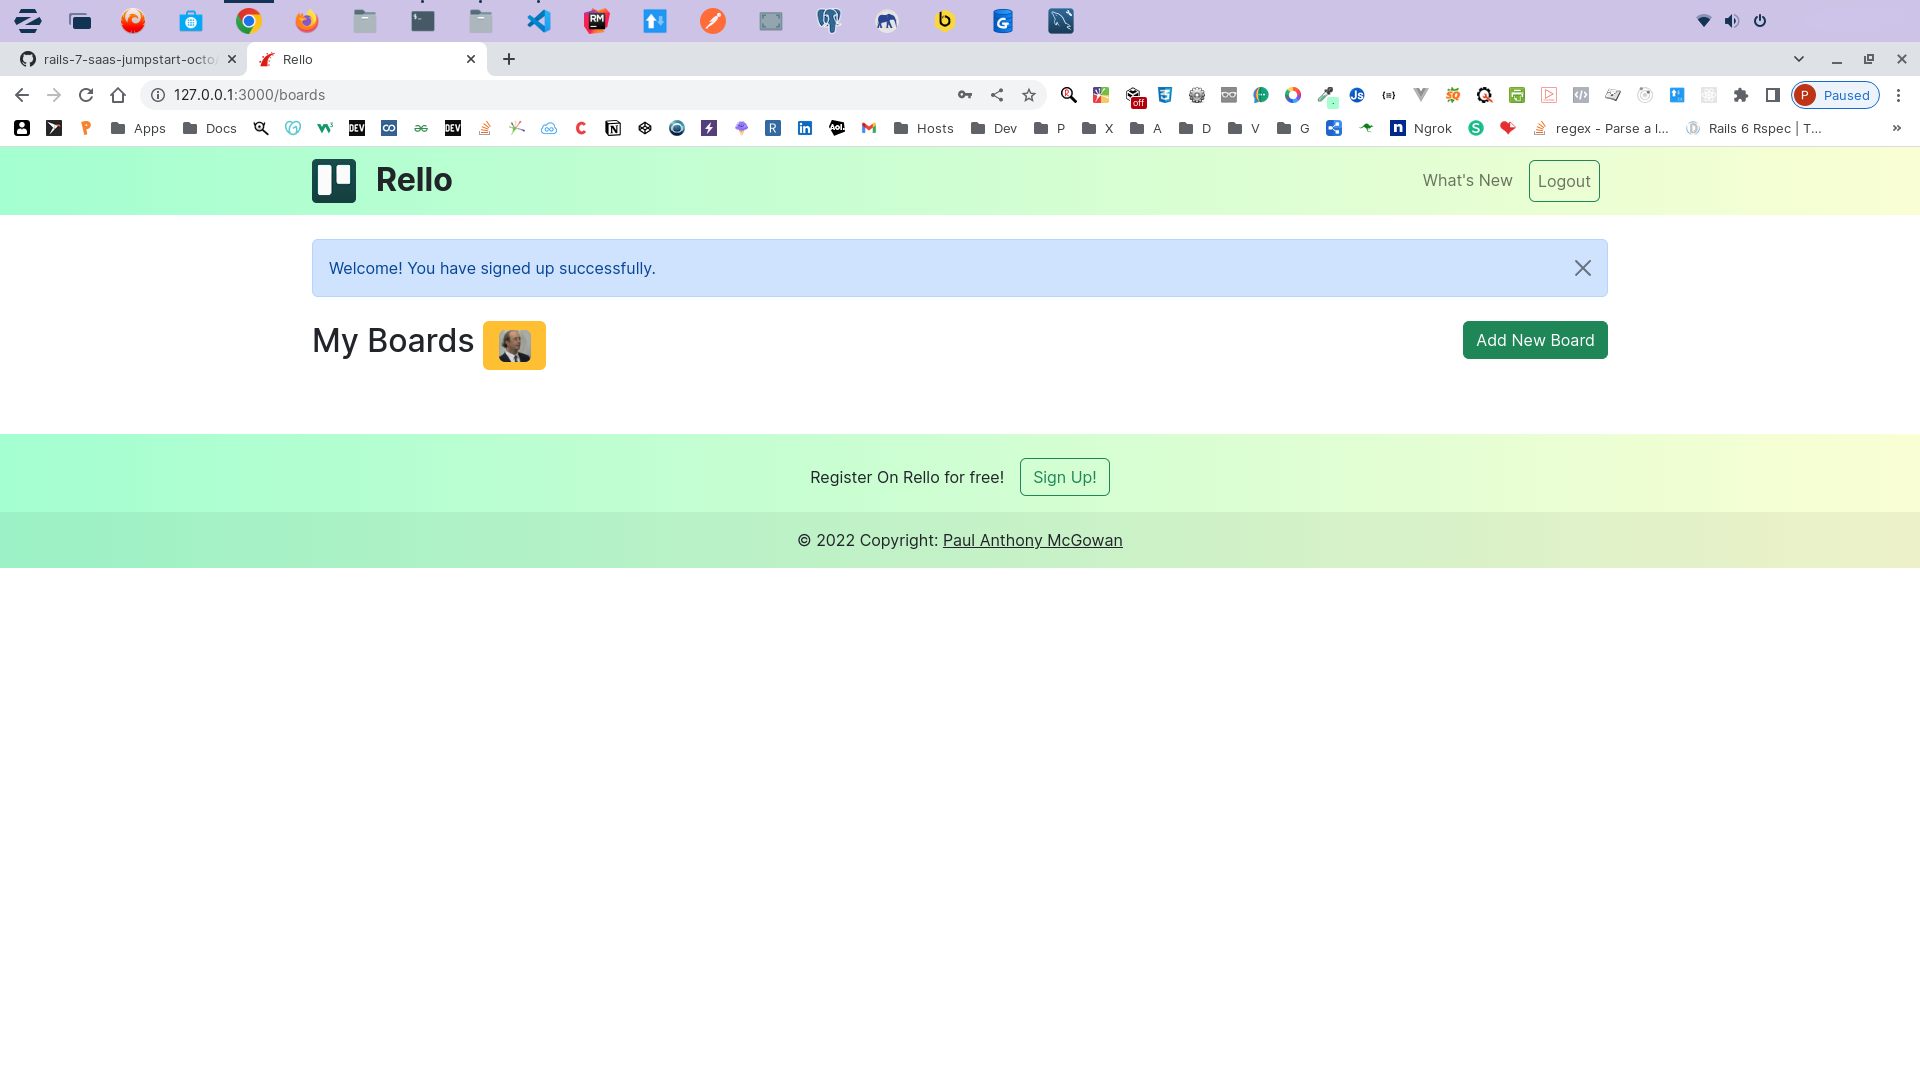 rails-7-saas-jumpstart-octo
Rello
127.0.0.1:3000/boards
off
Paused
Apps
Docs
Hosts
Dev
P
X
A
D
V
G
Ngrok
regex - Parse a l...
Rails 6 Rspec | T...
Rello
What's New
Logout
Welcome! You have signed up successfully.
My Boards
Add New Board
Register On Rello for free!
Sign Up!
© 2022 Copyright: Paul Anthony McGowan